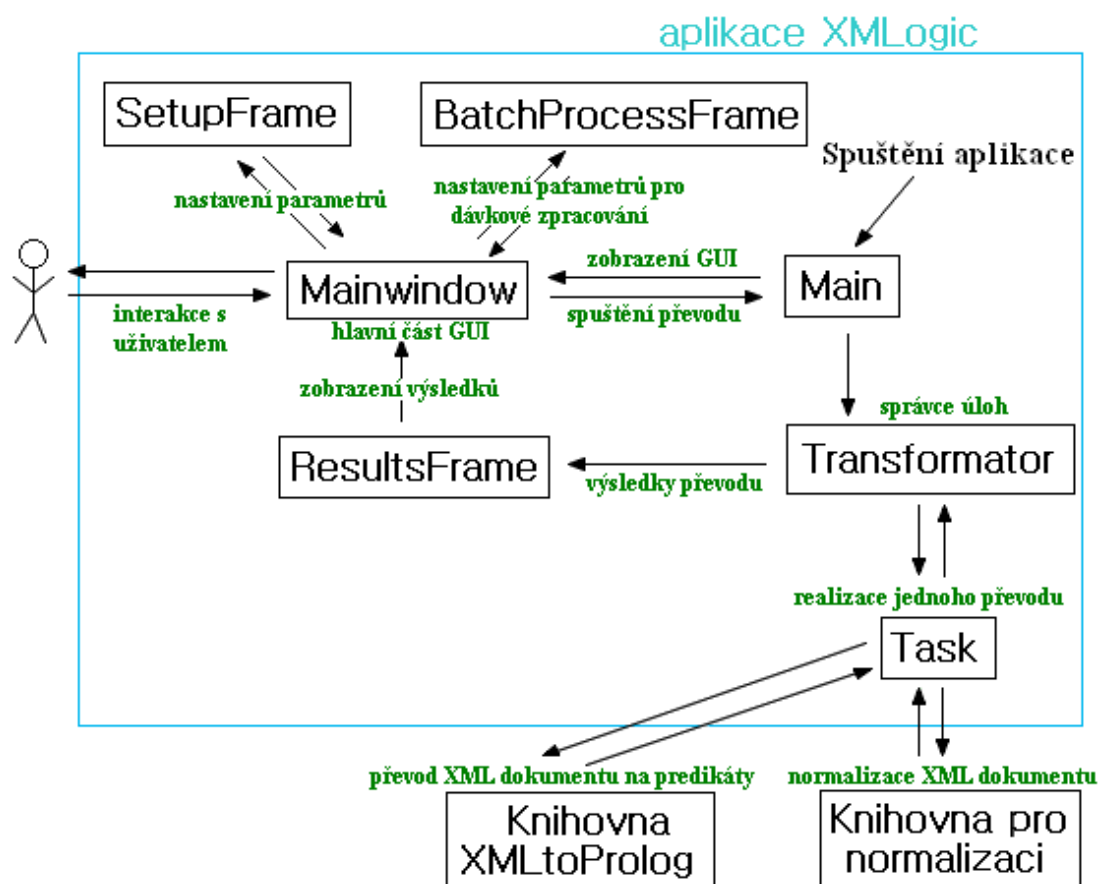 aplikace XMLogic
SetupFrame
BatchProcessFrame
Spuštění aplikace
nastavení parametrů
nastavení parametrů pro
dávkové zpracování
zobrazení GUI
Mainwindow
Main
interakce s
uživatelem
spuštění převodu
hlavní část GUI
zobrazení výsledků
správce úloh
ResultsFrame
Transformator
výsledky převodu
realizace jednoho převodu
Task
převod XML dokumentu na predikáty
normalizace XML dokumentu
Knihovna
XMLtoProlog
Knihovna pro
normalizaci